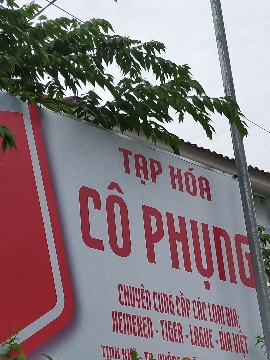 TẠP HÓA
CÔ PHỤNG
CHUYÊN CUNG CẤP CÁC LOẠI BIA:
HEINEKEN - TIGER - LARUE - BIA VIỆT